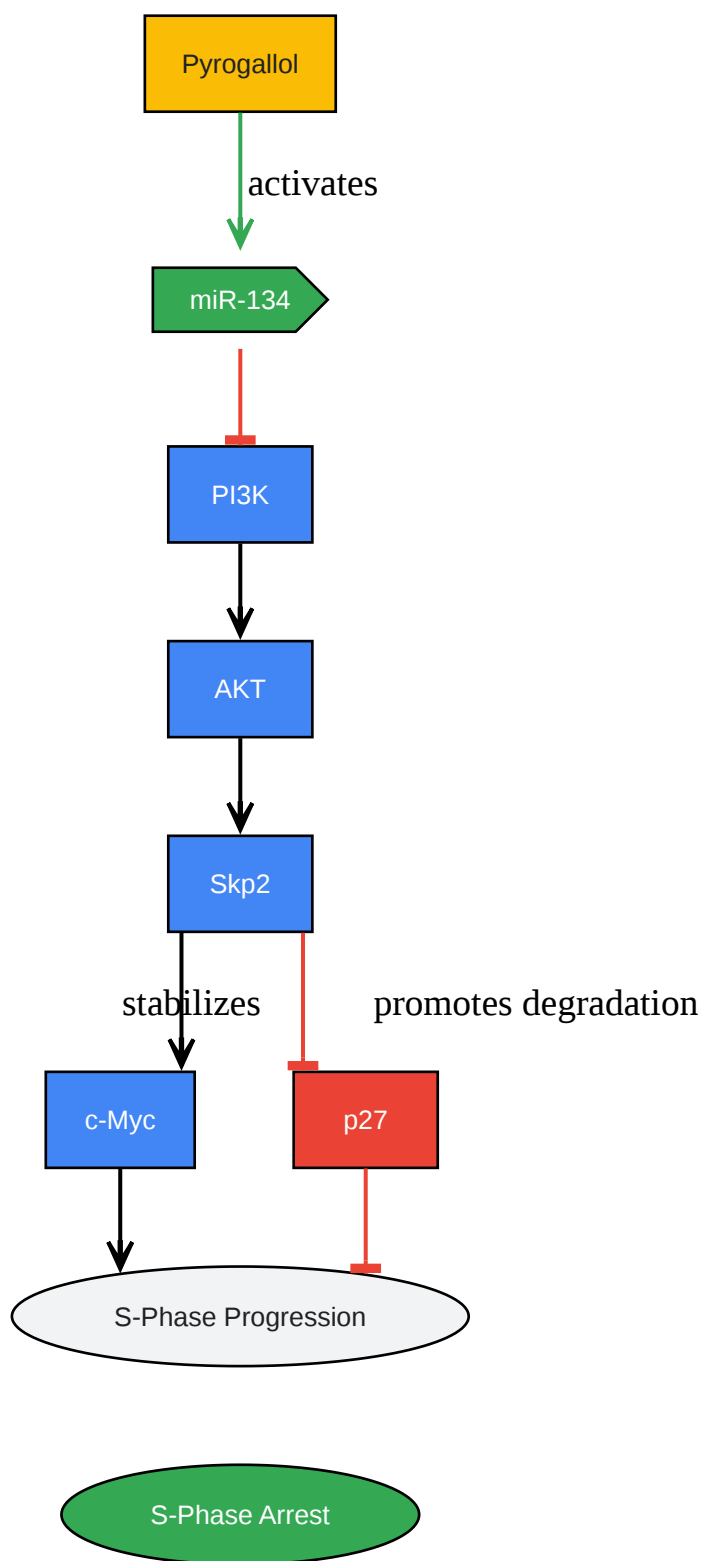 Pyrogallol
activates
miR-134
PI3K
AKT
Skp2
stabilizes
promotes degradation
c-Myc
p27
S-Phase Progression
S-Phase Arrest